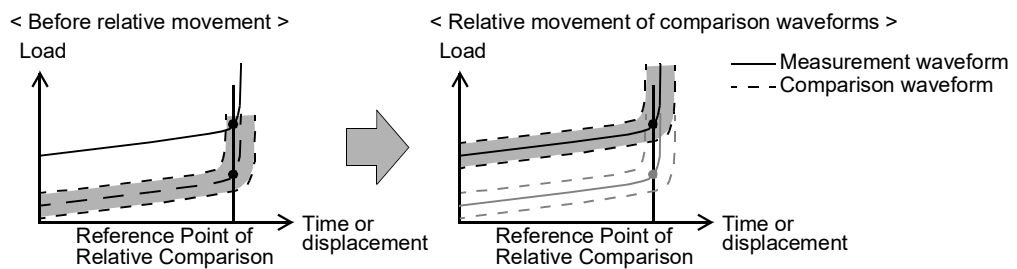 < Before relative movement >
Load
Time or
displacement
Reference Point of
Relative Comparison
< Relative movement of comparison waveforms >
Load
Measurement waveform
Comparison waveform
Time or
displacement
Reference Point of
Relative Comparison